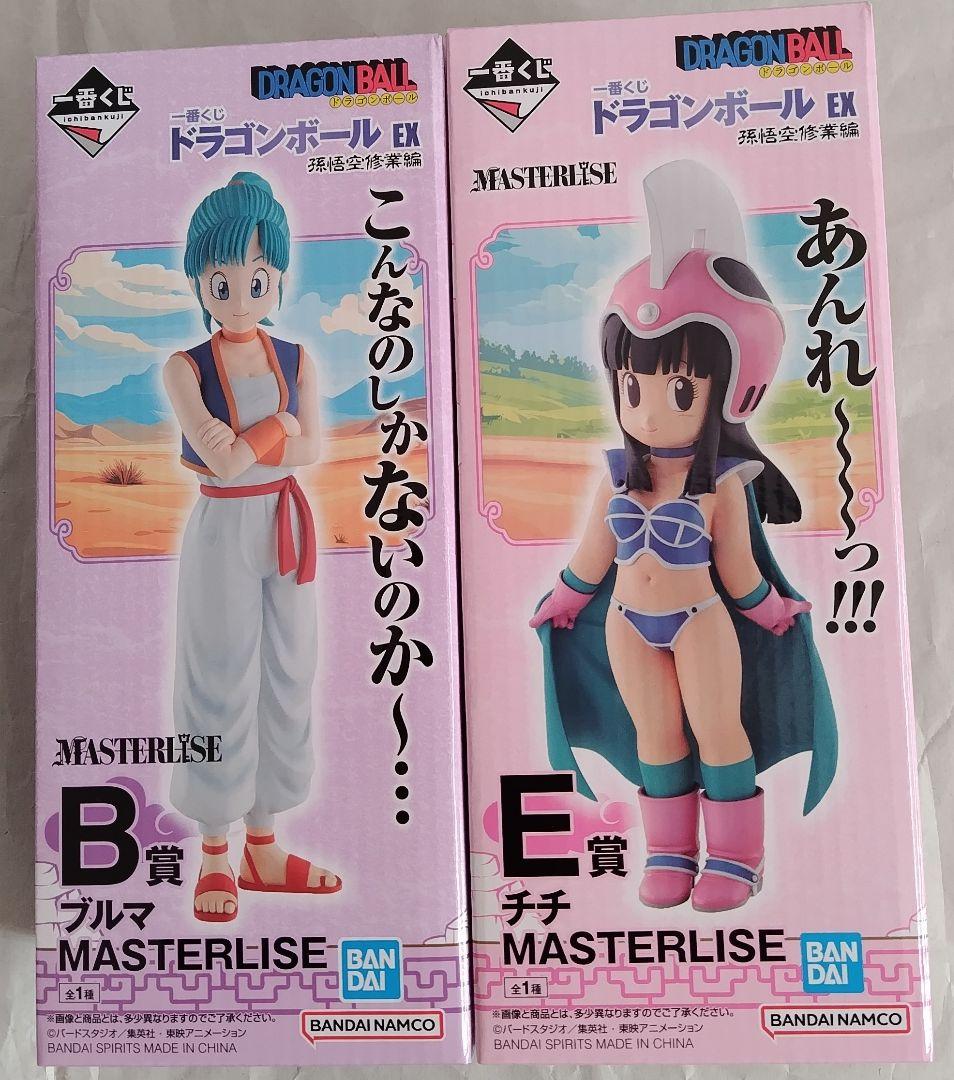 一番くじ
ichibankuji
DRAGONBALL
ドラゴンボール
一番くじ
ドラゴンボール EX
孫悟空修業編
こんなのしかないのか～…
MASTERLISE
B賞
ブルマ
MASTERLISE
全1種
BAN
DAI
※画像と商品とは、多少異なりますのでご了承ください。
©バードスタジオ／集英社・東映アニメーション
BANDAI SPIRITS MADE IN CHINA
BANDAI NAMCO
一番くじ
ichibankuji
DRAGONBALL
ドラゴンボール
一番くじ
ドラゴンボール EX
孫悟空修業編
MASTERLISE
あんれ～～～っ!!!
E賞
チチ
MASTERLISE
全1種
BAN
DAI
※画像と商品とは、多少異なりますのでご了承ください。
©バードスタジオ／集英社・東映アニメーション
BANDAI SPIRITS MADE IN CHINA
BANDAI NAMCO